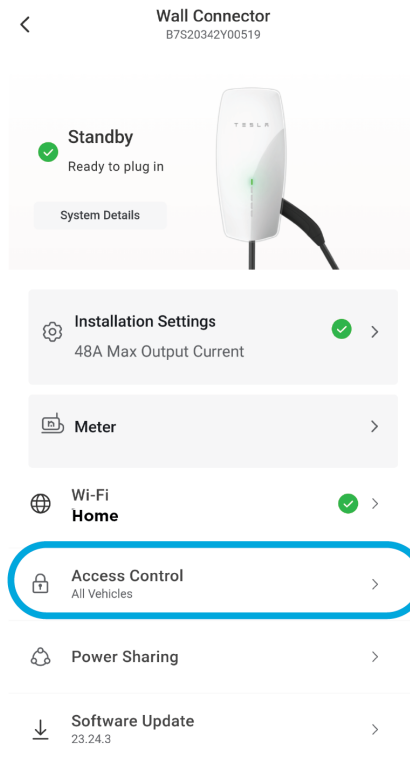 Wall Connector
B7S20342Y00519
TESLA
Standby
Ready to plug in
System Details
Installation Settings
48A Max Output Current
Meter
Wi-Fi
Home
Access Control
All Vehicles
Power Sharing
Software Update
23.24.3